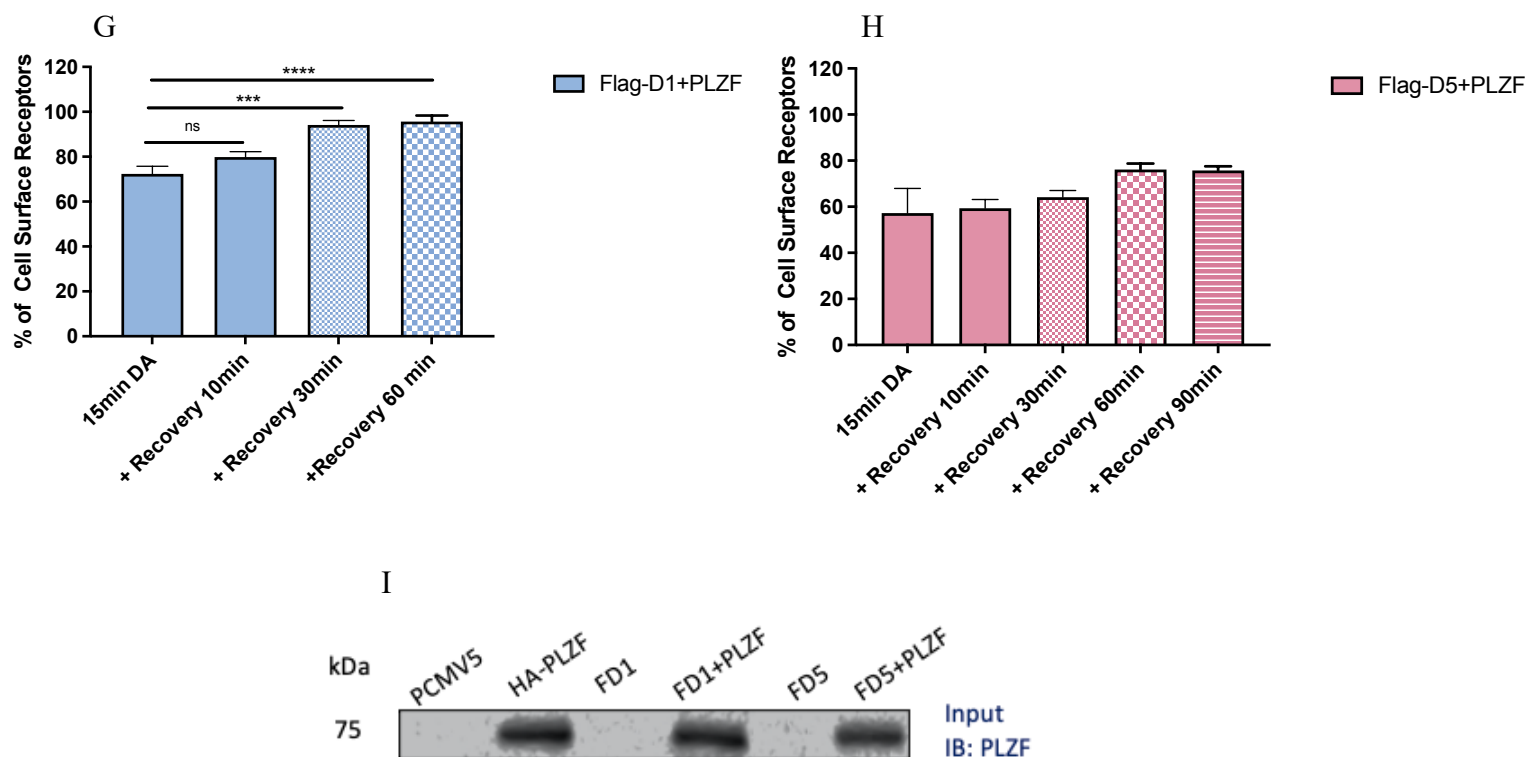 G
% of Cell Surface Receptors
120
100
80
60
40
20
0
****
***
ns
Flag-D1+PLZF
15min DA
+ Recovery 10min
+ Recovery 30min
+Recovery 60 min
H
% of Cell Surface Receptors
120
100
80
60
40
20
0
Flag-D5+PLZF
15min DA
+ Recovery 10min
+ Recovery 30min
+ Recovery 60min
+ Recovery 90min
I
kDa
PCMV5
HA-PLZF
FD1
FD1+PLZF
FD5
FD5+PLZF
75
Input
IB: PLZF